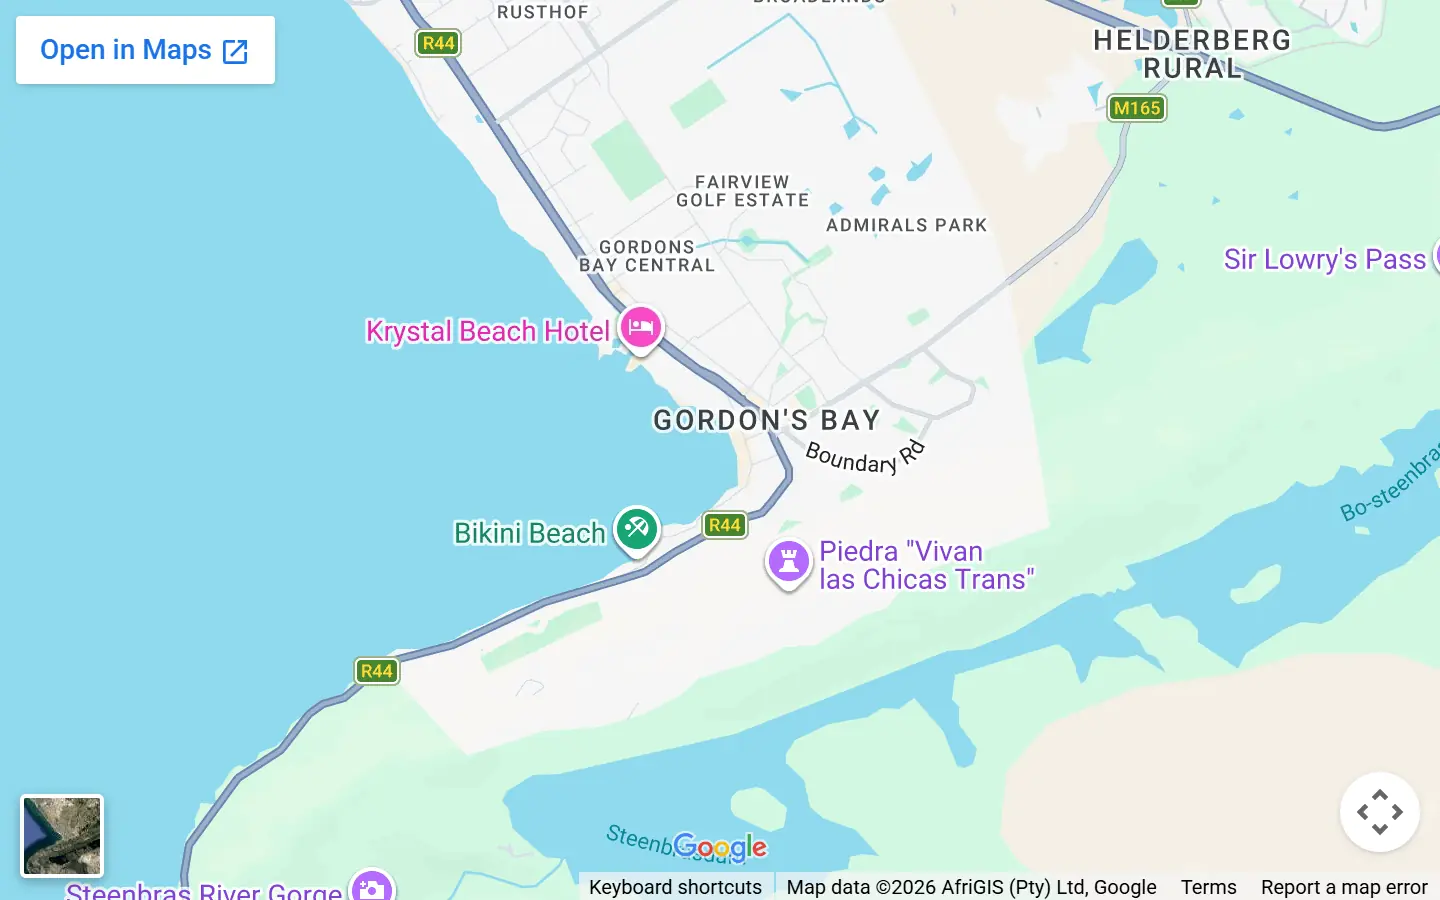 RUSTHOF
Open in Maps
R44
HELDERBERG
RURAL
M165
FAIRVIEW
GOLF ESTATE
ADMIRALS PARK
GORDONS
BAY CENTRAL
Sir Lowry's Pass
Krystal Beach Hotel
GORDON'S BAY
Boundary Rd
Bikini Beach
R44
Piedra "Vivan
las Chicas Trans"
R44
Google
Steenbras River Gorge
Keyboard shortcuts
Map data ©2026 AfriGIS (Pty) Ltd, Google
Terms
Report a map error